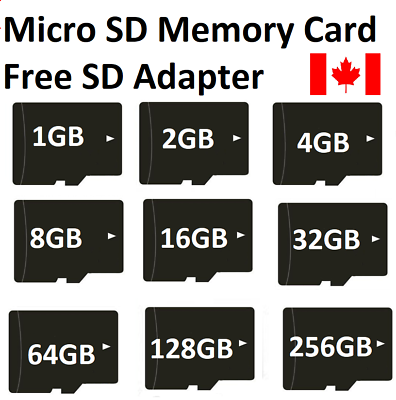 Micro SD Memory Card
Free SD Adapter
1GB
2GB
4GB
8GB
16GB
32GB
64GB
128GB
256GB